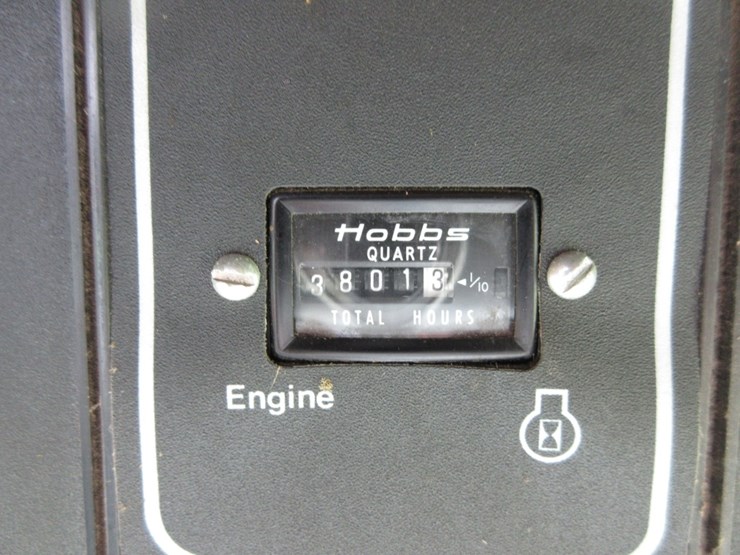 Hobbs
QUARTZ
38013 ◄1/10
TOTAL HOURS
Engine